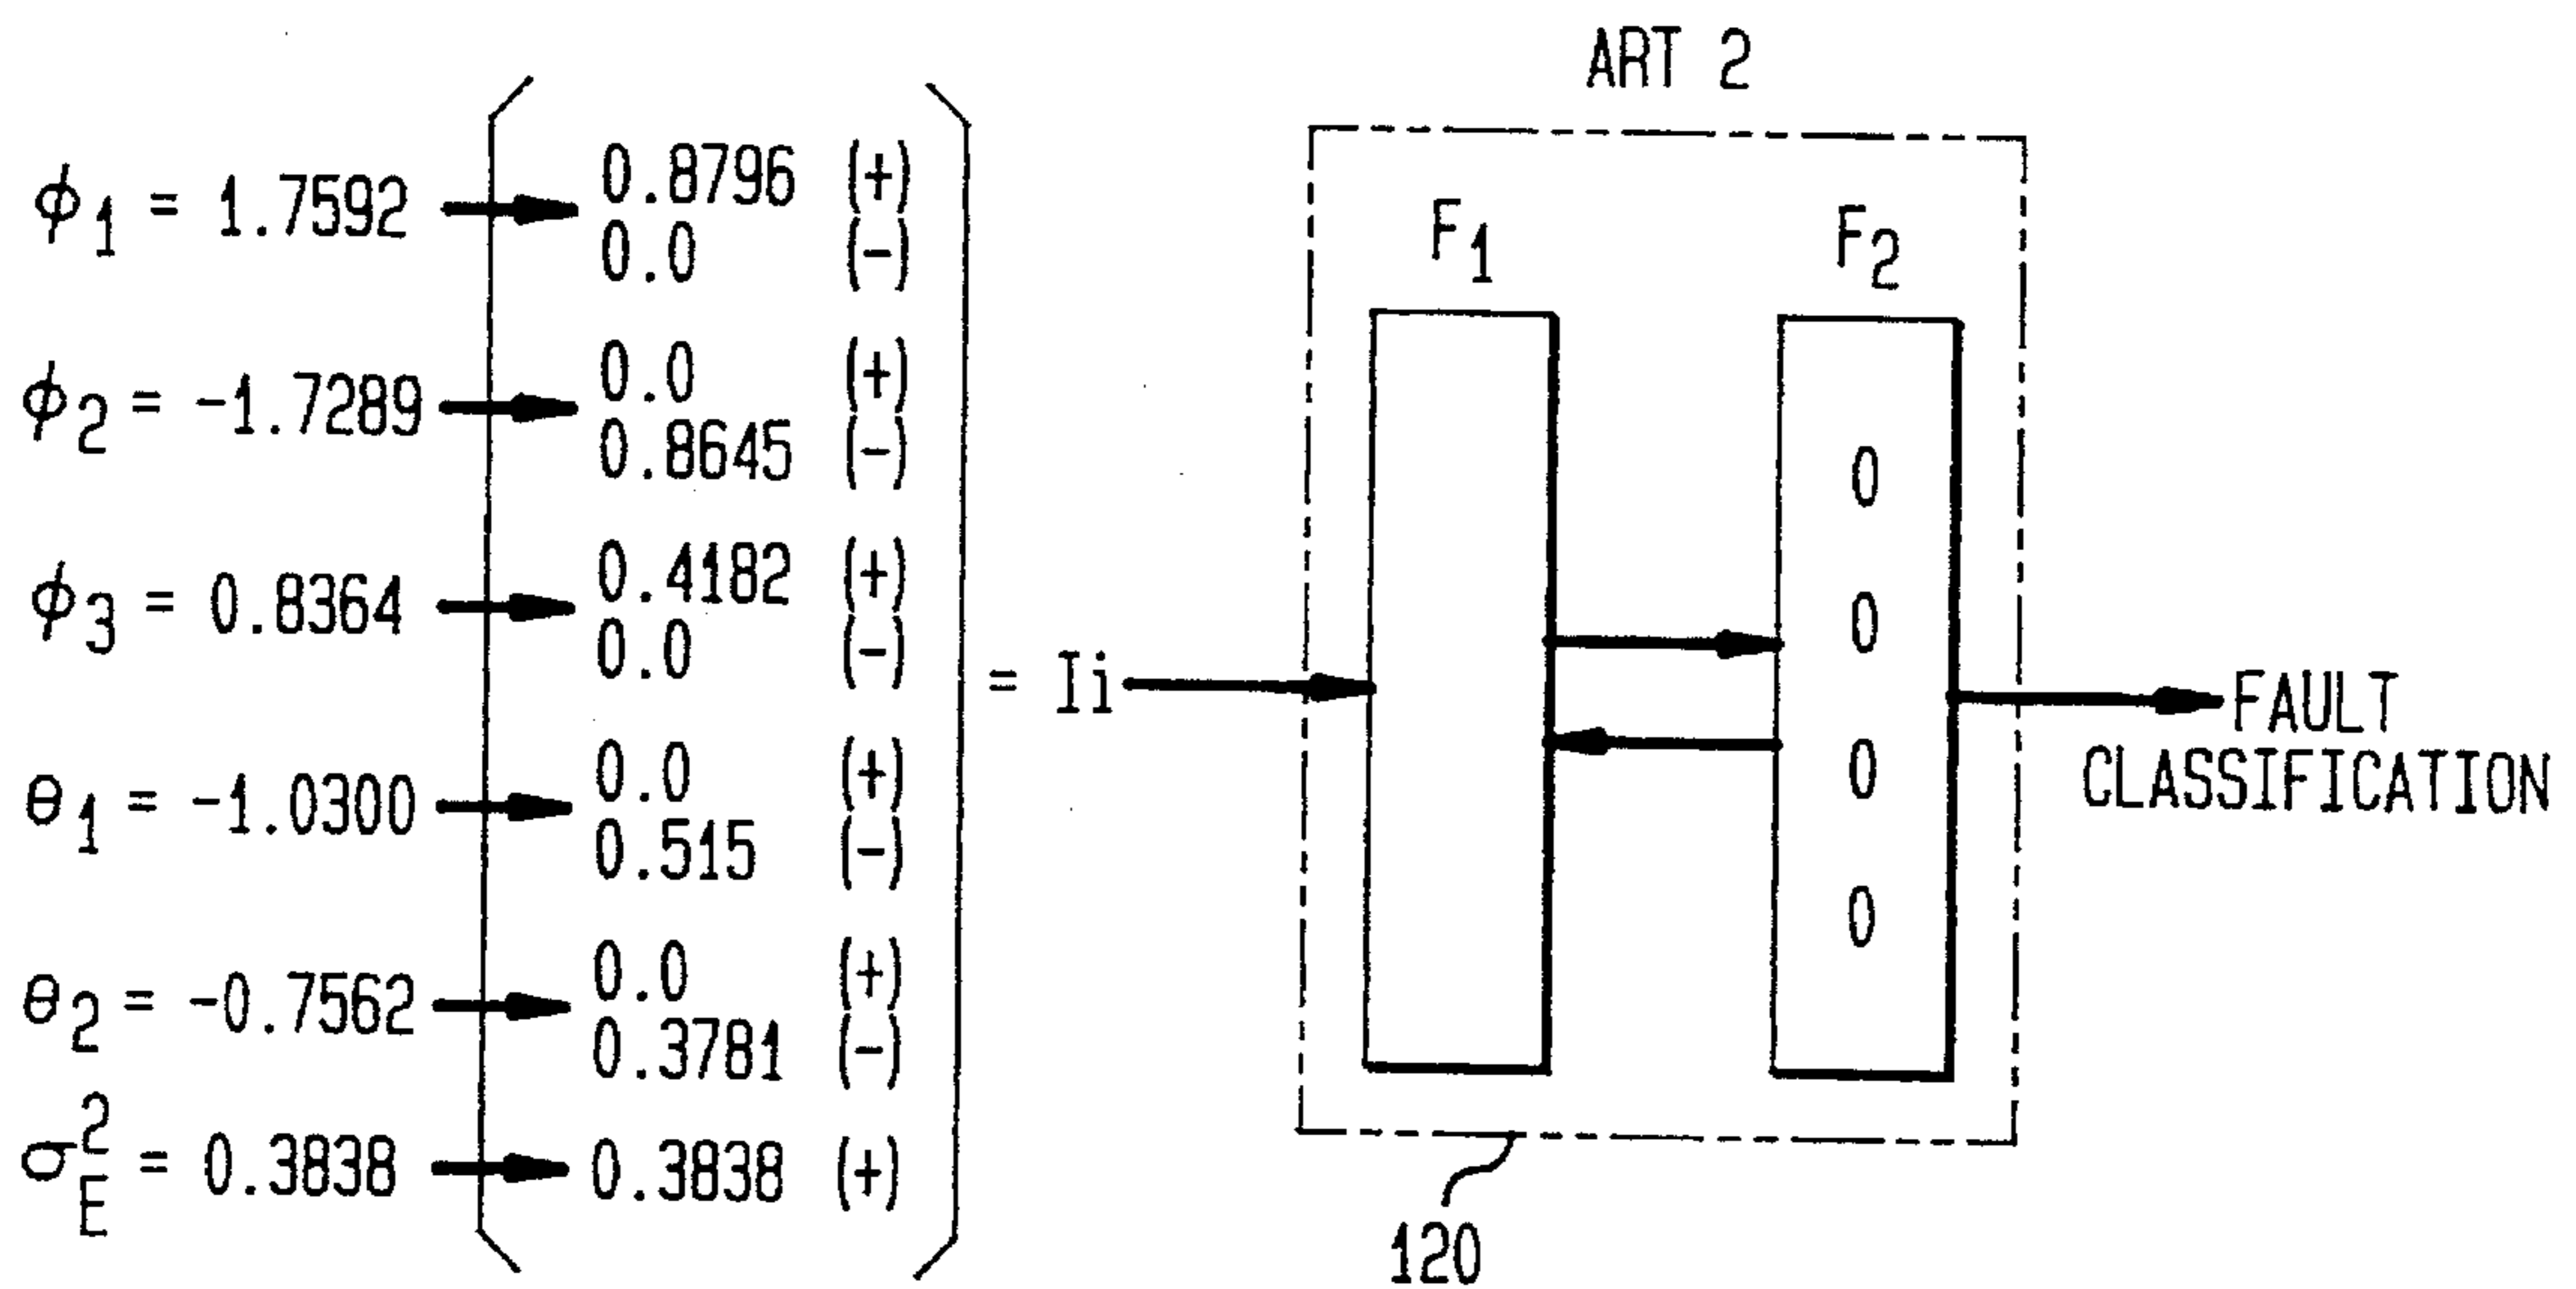 ART 2
ϕ1 = 1.7592 0.8796 (+)
0.0 (-)
F1 F2
ϕ2 = -1.7289 0.0 (+)
0.8645 (-)
ϕ3 = 0.8364 0.4182 (+)
0.0 (-)
= Ii
FAULT
CLASSIFICATION
θ1 = -1.0300 0.0 (+)
0.515 (-)
θ2 = -0.7562 0.0 (+)
0.3781 (-)
σ²E = 0.3838 0.3838 (+)
0
0
0
0
120